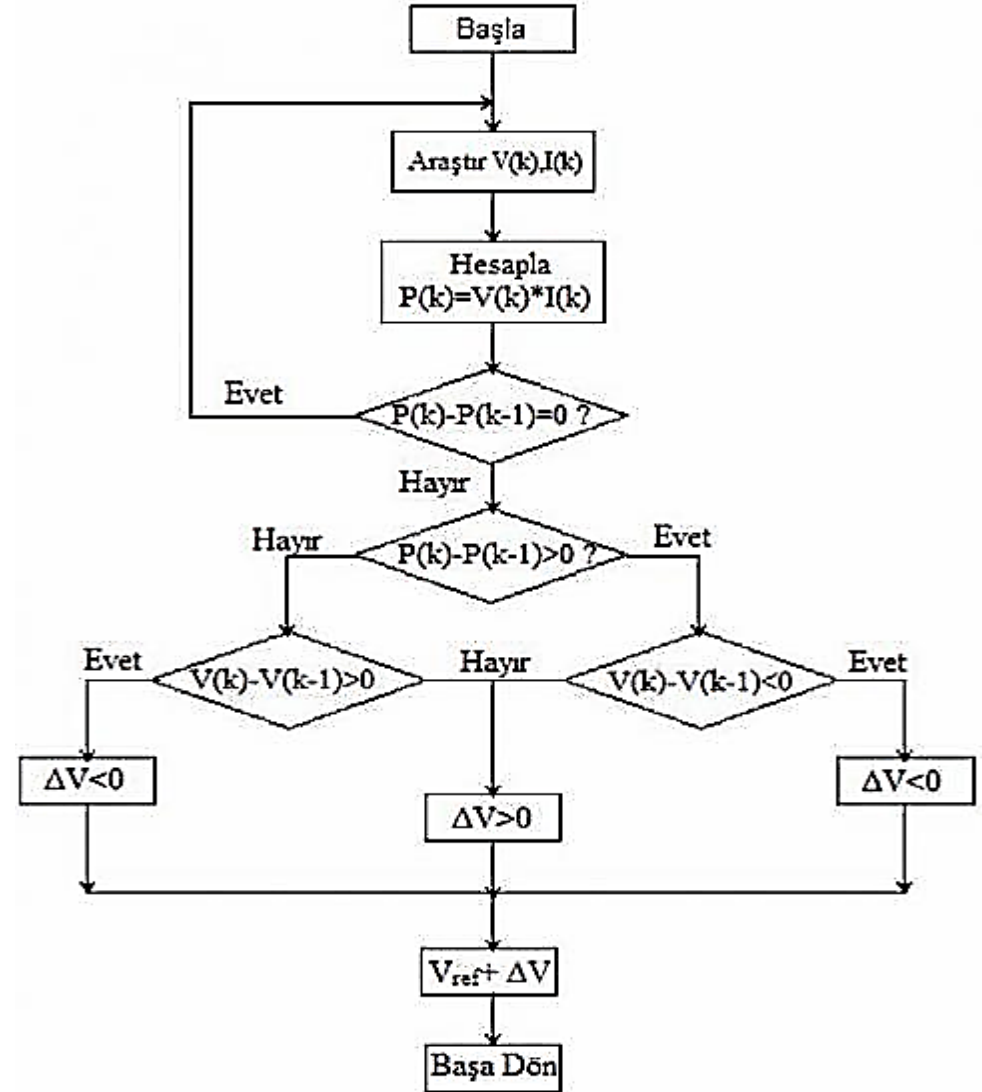 Başla
Araştır V(k),I(k)
Hesapla
P(k)=V(k)*I(k)
Evet
P(k)-P(k-1)=0 ?
Hayır
Hayır
P(k)-P(k-1)>0 ?
Evet
Evet
V(k)-V(k-1)>0
Hayır
V(k)-V(k-1)<0
Evet
ΔV<0
ΔV>0
ΔV<0
Vref+ ΔV
Başa Dön